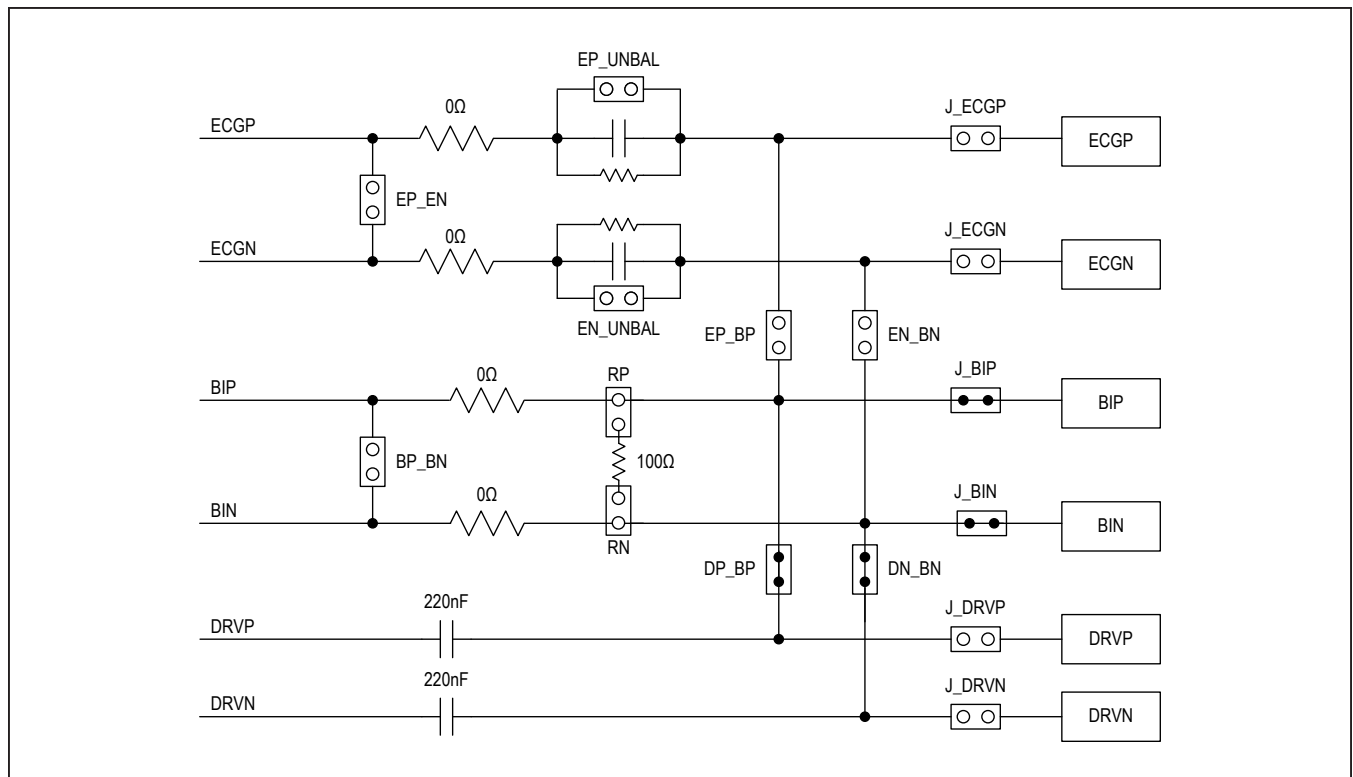 EP_UNBAL
0Ω
J_ECGP
ECGP
ECGP
EP_EN
0Ω
J_ECGN
ECGN
ECGN
EN_UNBAL
EP_BP
EN_BN
0Ω
RP
J_BIP
BIP
BIP
BP_BN
100Ω
0Ω
J_BIN
BIN
BIN
RN
DP_BP
DN_BN
220nF
J_DRVP
DRVP
DRVP
220nF
J_DRVN
DRVN
DRVN